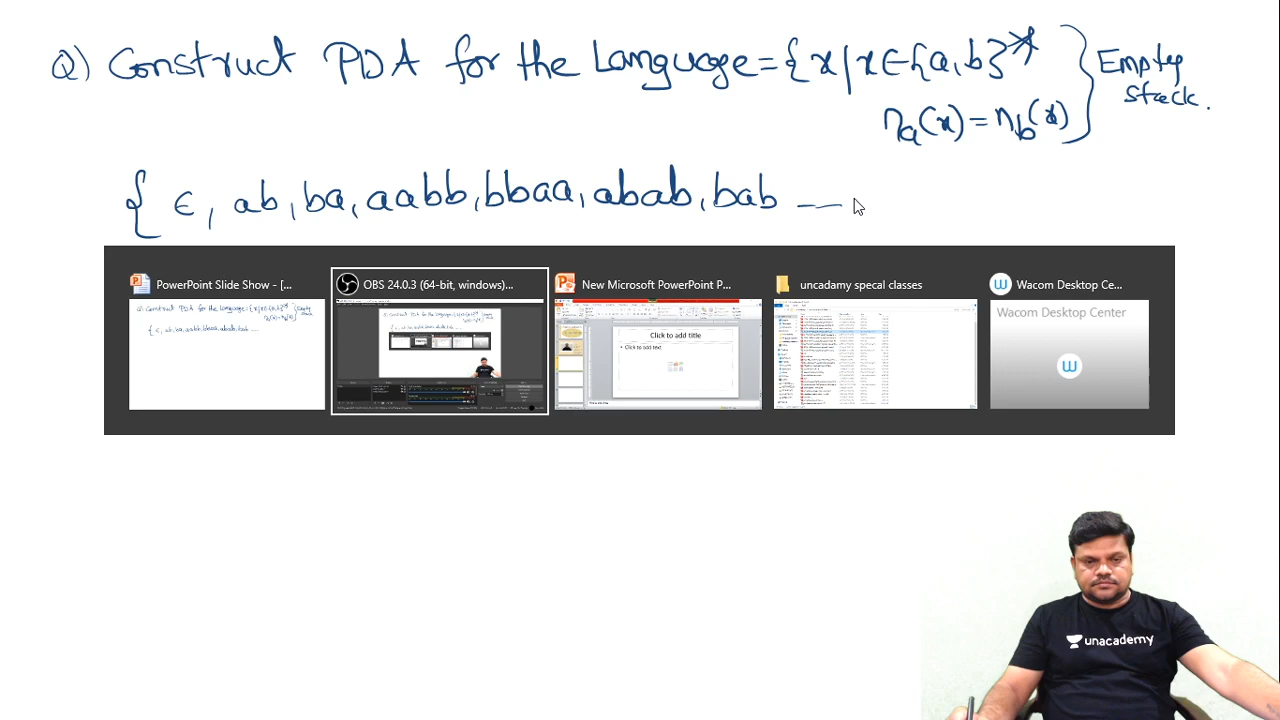 Q) Construct PDA for the Language = {x/x∈{a,b}*
n_a(x) = n_b(x) } Empty stack.
{ ϵ, ab, ba, aabb, bbaa, abab, bab —
PowerPoint Slide Show - [...
OBS 24.0.3 (64-bit, windows)...
New Microsoft PowerPoint P...
uncadamy specal classes
Wacom Desktop Ce...
Click to add title
Click to add text
Wacom Desktop Center
unacademy